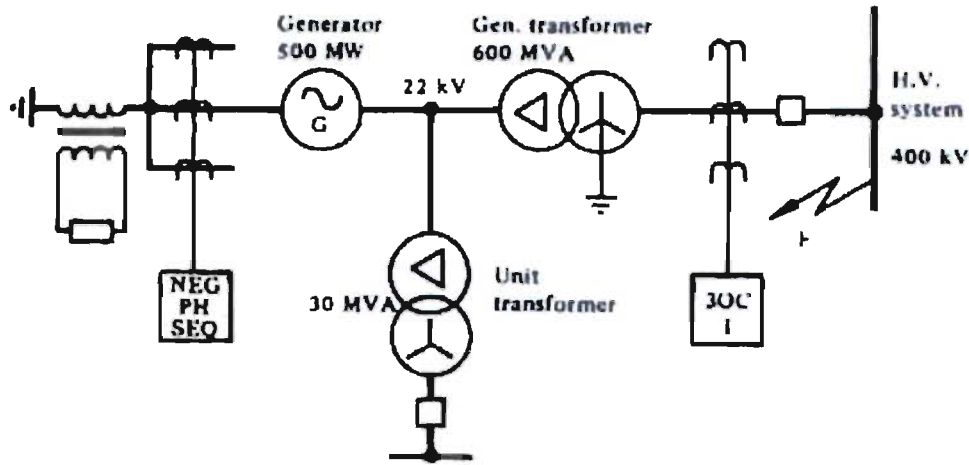 Generator
500 MW
Gen. transformer
600 MVA
22 kV
G
H.V.
system
400 kV
F
NEG
PH
SEQ
30 MVA
Unit
transformer
3OC
I